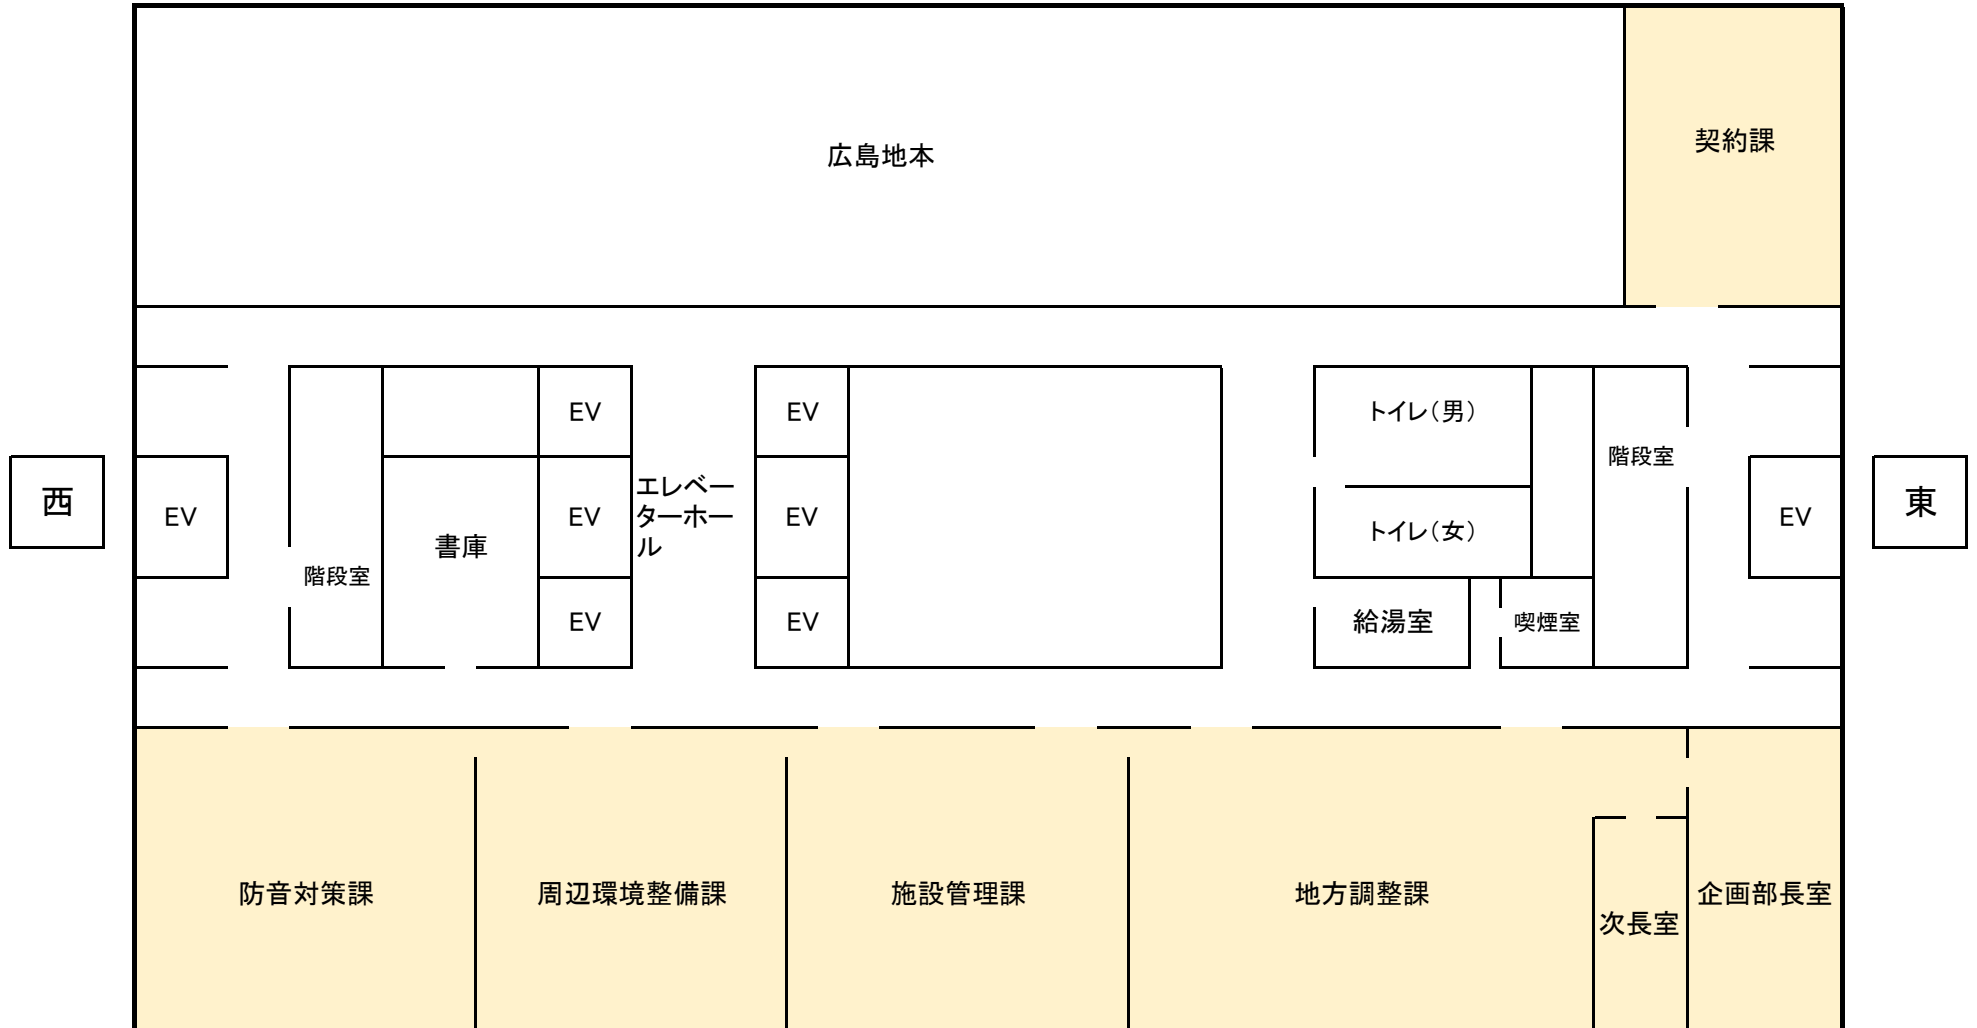 広島地本
契約課
EV
EV
トイレ（男）
階段室
西
EV
EV
エレベー
ターホー
ル
EV
EV
東
書庫
トイレ（女）
階段室
EV
EV
給湯室
喫煙室
防音対策課
周辺環境整備課
施設管理課
地方調整課
次長室
企画部長室